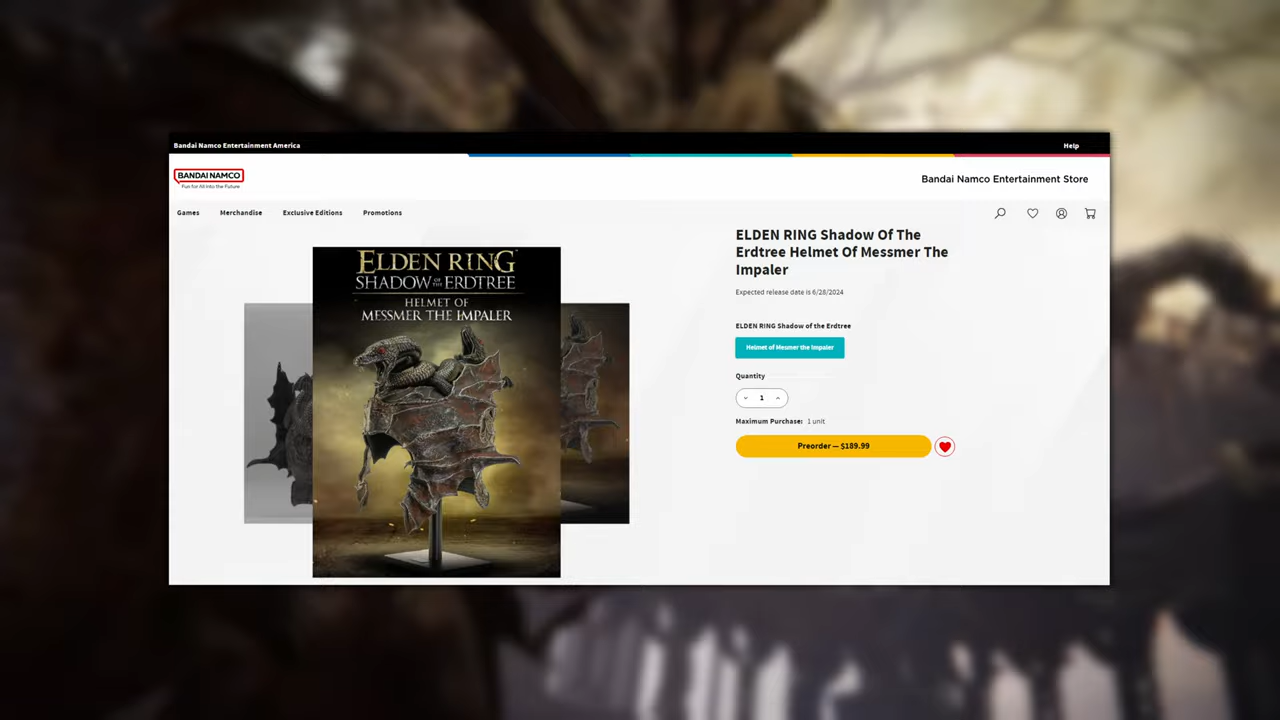 Bandai Namco Entertainment America
Help
BANDAI NAMCO
Fun for All into the Future
Bandai Namco Entertainment Store
Games Merchandise Exclusive Editions Promotions
ELDEN RING
SHADOW OF THE ERDTREE
HELMET OF
MESSMER THE IMPALER
ELDEN RING Shadow Of The
Erdtree Helmet Of Messmer The
Impaler
Expected release date is 6/28/2024
ELDEN RING Shadow of the Erdtree
Helmet of Mesmer the Impaler
Quantity
1
Maximum Purchase: 1 unit
Preorder — $189.99